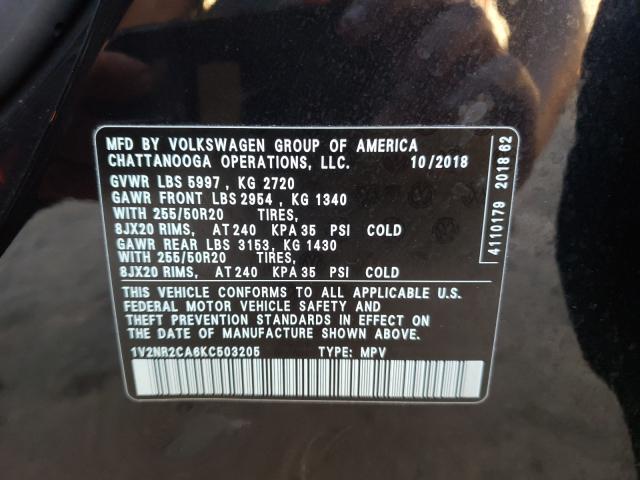 MFD BY VOLKSWAGEN GROUP OF AMERICA
CHATTANOOGA OPERATIONS, LLC. 10/2018
GVWR LBS 5997 , KG 2720
GAWR FRONT LBS 2954 , KG 1340
WITH 255/50R20 TIRES,
8JX20 RIMS, AT 240 KPA 35 PSI COLD
GAWR REAR LBS 3153, KG 1430
WITH 255/50R20 TIRES,
8JX20 RIMS, AT 240 KPA 35 PSI COLD
THIS VEHICLE CONFORMS TO ALL APPLICABLE U.S.
FEDERAL MOTOR VEHICLE SAFETY AND
THEFT PREVENTION STANDARDS IN EFFECT ON
THE DATE OF MANUFACTURE SHOWN ABOVE.
1V2NR2CA6KC503205 TYPE: MPV
4110179 2018 62